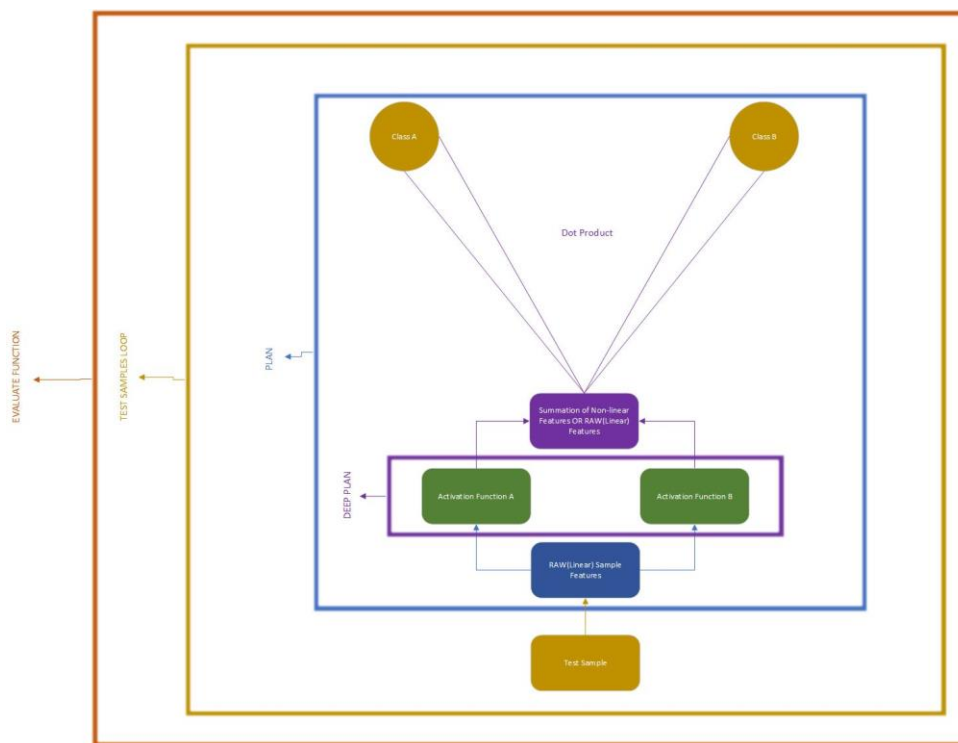 Class A
Class B
Dot Product
EVALUATE FUNCTION
TEST SAMPLES LOOP
PLAN
Summation of Non-linear
Features OR RAW(Linear)
Features
DEEP PLAN
Activation Function A
Activation Function B
RAW(Linear) Sample
Features
Test Sample